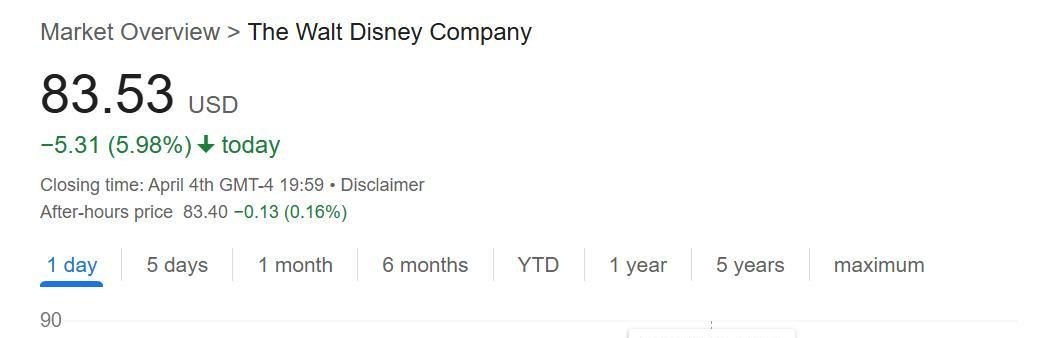 Market Overview > The Walt Disney Company
83.53 USD
−5.31 (5.98%) ↓ today
Closing time: April 4th GMT-4 19:59 • Disclaimer
After-hours price 83.40 −0.13 (0.16%)
1 day 5 days 1 month 6 months YTD 1 year 5 years maximum
90